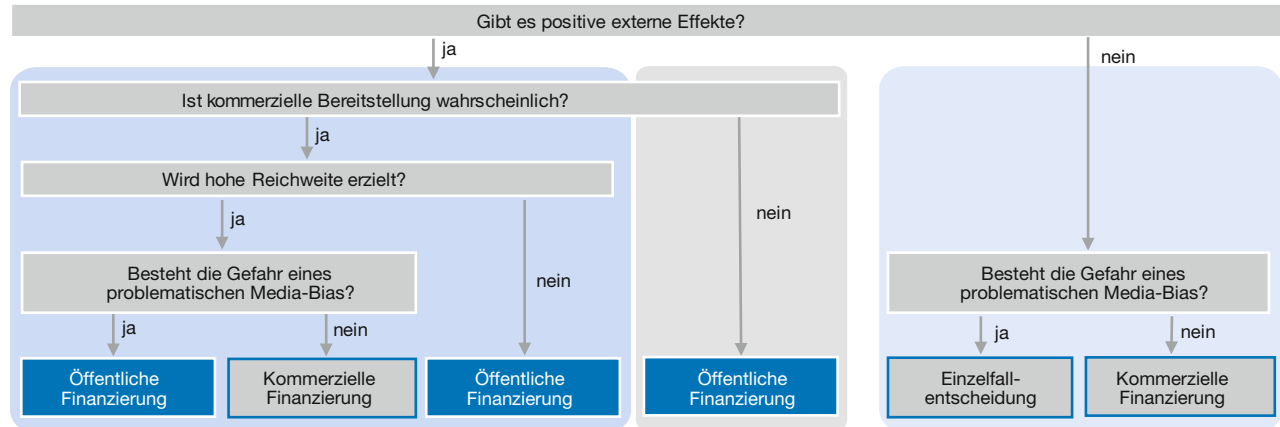 Gibt es positive externe Effekte?
ja
nein
Ist kommerzielle Bereitstellung wahrscheinlich?
ja
nein
Wird hohe Reichweite erzielt?
ja
nein
Besteht die Gefahr eines
problematischen Media-Bias?
ja
nein
Besteht die Gefahr eines
problematischen Media-Bias?
ja
nein
Öffentliche
Finanzierung
Kommerzielle
Finanzierung
Öffentliche
Finanzierung
Öffentliche
Finanzierung
Einzelfall-
entscheidung
Kommerzielle
Finanzierung